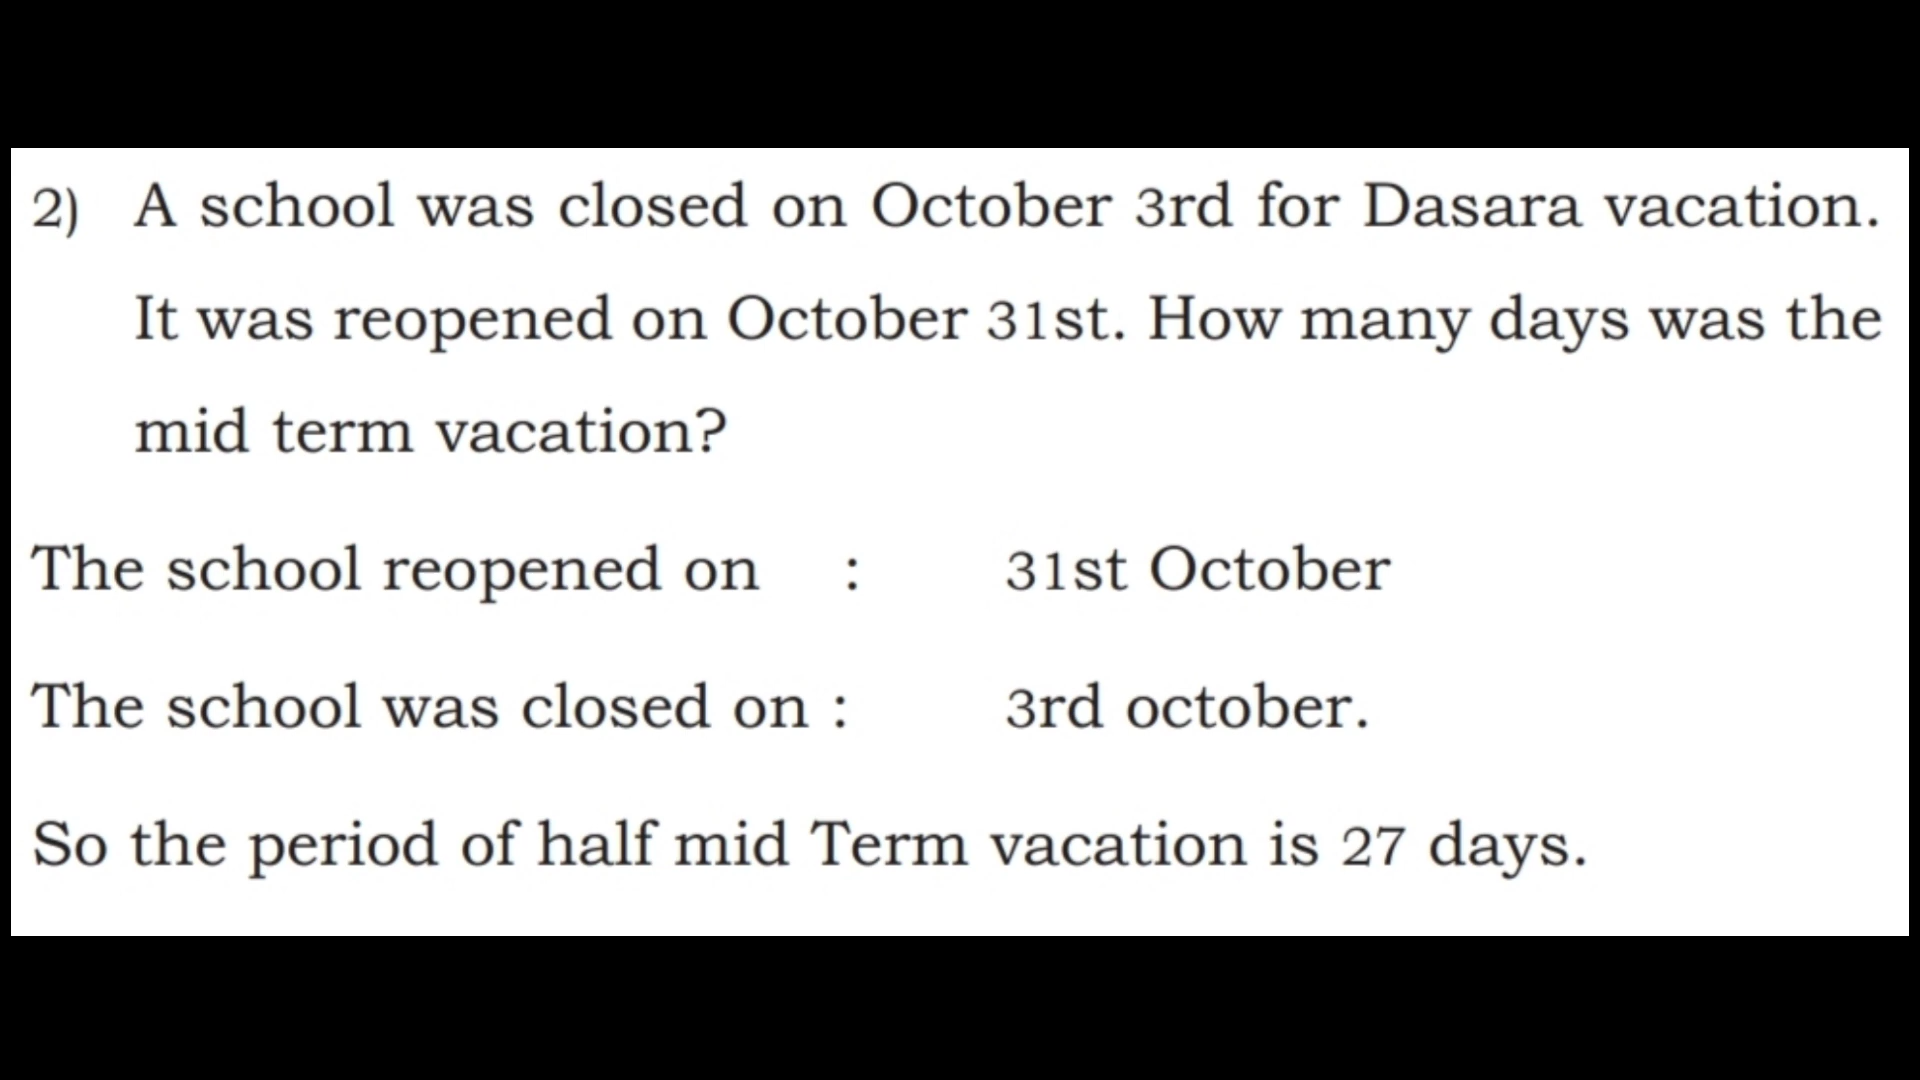 2) A school was closed on October 3rd for Dasara vacation.
It was reopened on October 31st. How many days was the
mid term vacation?
The school reopened on : 31st October
The school was closed on : 3rd october.
So the period of half mid Term vacation is 27 days.